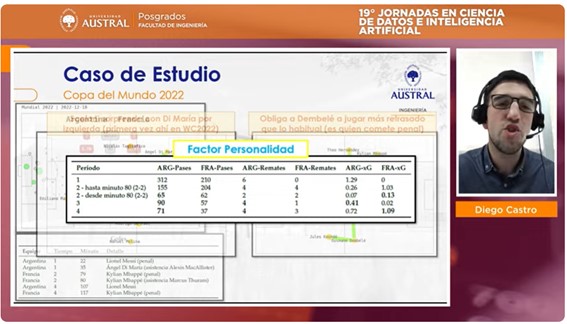 UNIVERSIDAD
AUSTRAL
Posgrados
FACULTAD DE INGENIERÍA
19° JORNADAS EN CIENCIA
DE DATOS E INTELIGENCIA
ARTIFICIAL
Caso de Estudio
Copa del Mundo 2022
UNIVERSIDAD
AUSTRAL
INGENIERÍA
Mundial 2022 | 2022-12-18
Argentina
Francia
con Di María por
izquierda (primera vez ahí en WC2022)
Obliga a Dembelé a jugar más retrasado
que lo habitual [es quien comete penal]
Factor Personalidad
Período ARG-Pases FRA-Pases ARG-Remates FRA-Remates ARG-xG FRA-xG
1 312 210 6 0 1.29 0
2 - hasta minuto 80 (2-2) 155 204 4 4 0.26 1.03
2 - desde minuto 80 (2-2) 65 62 2 2 0.07 0.13
3 90 57 4 1 0.41 0.02
4 71 37 4 3 0.72 1.09
Equipo Tiempo Minuto Detalle
Argentina 1 22 Lionel Messi (penal)
Argentina 1 35 Ángel Di María (asistencia Alexis MacAllister)
Francia 2 79 Kylian Mbappé (penal)
Francia 2 80 Kylian Mbappé (asistencia Marcus Thuram)
Argentina 4 107 Lionel Messi
Francia 4 117 Kylian Mbappé (penal)
Diego Castro